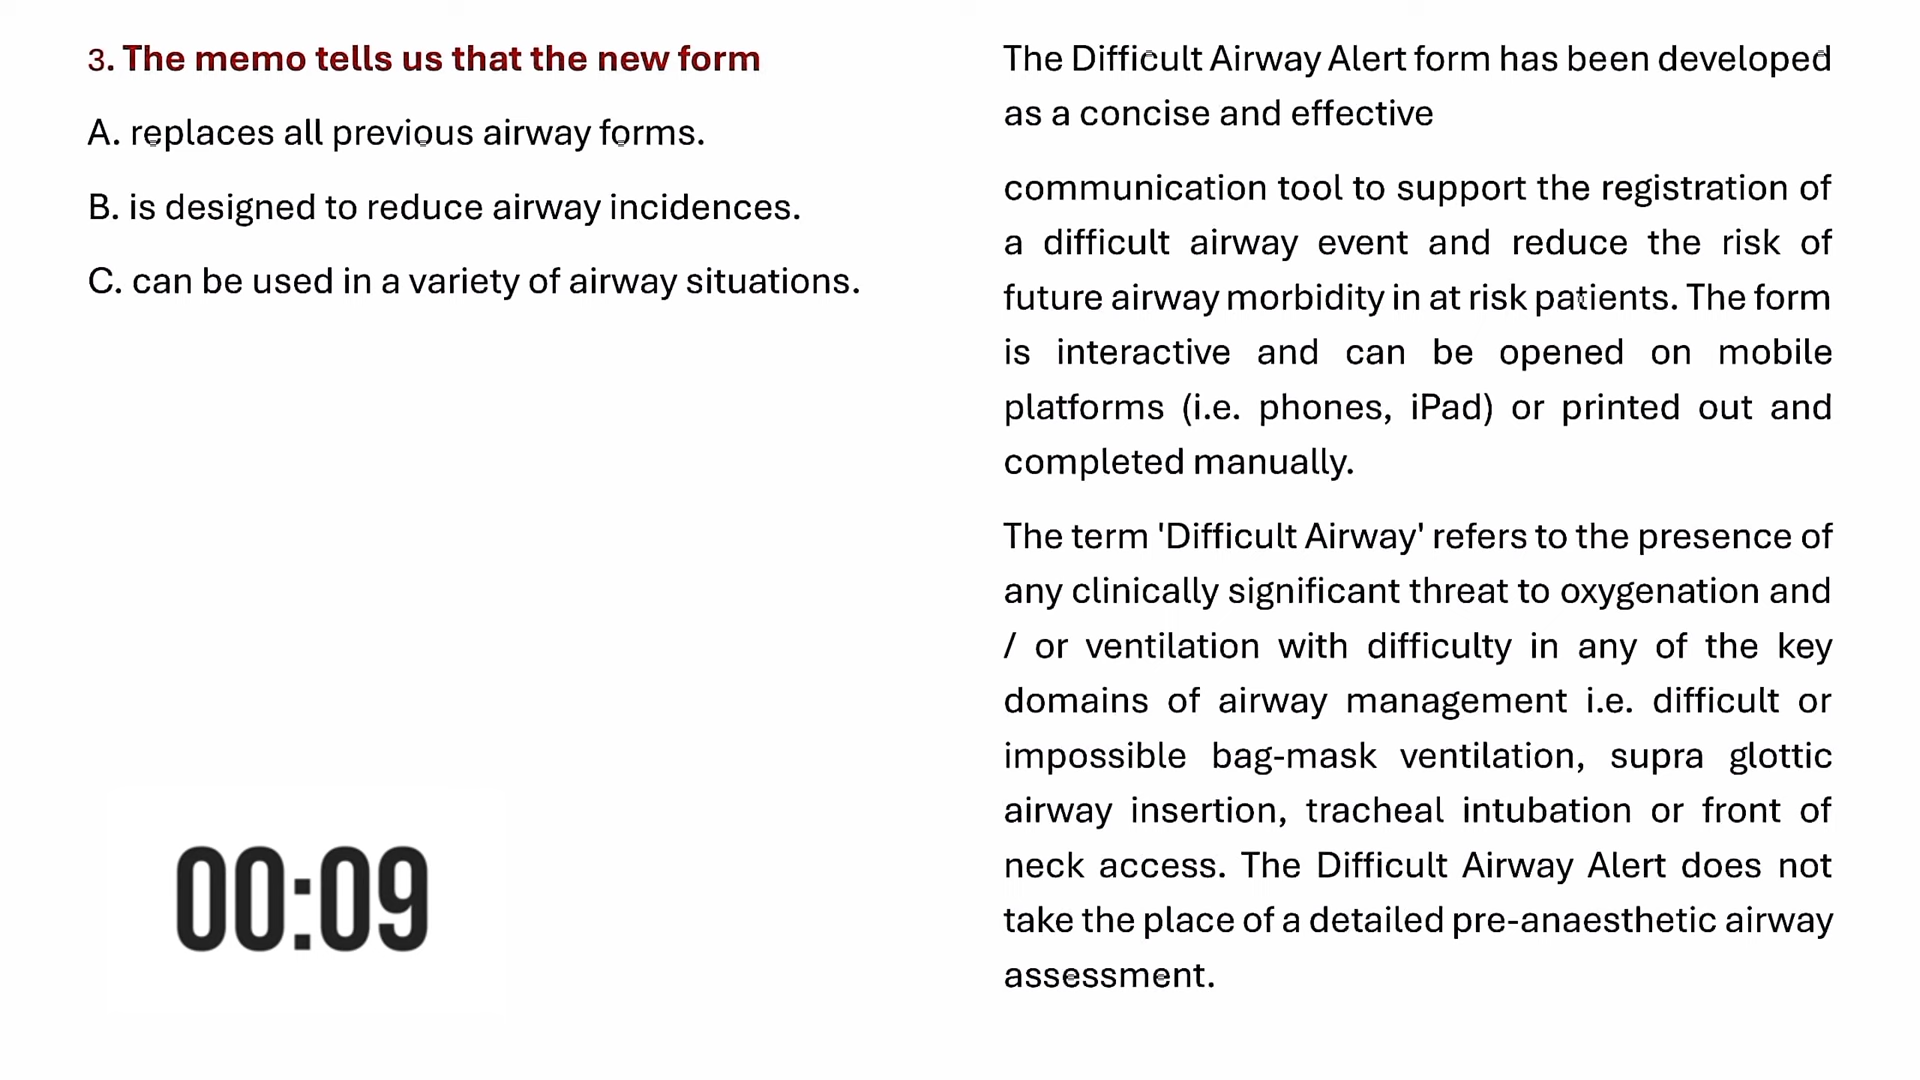 3. The memo tells us that the new form
A. replaces all previous airway forms.
B. is designed to reduce airway incidences.
C. can be used in a variety of airway situations.
00:09
The Difficult Airway Alert form has been developed
as a concise and effective
communication tool to support the registration of
a difficult airway event and reduce the risk of
future airway morbidity in at risk patients. The form
is interactive and can be opened on mobile
platforms (i.e. phones, iPad) or printed out and
completed manually.
The term 'Difficult Airway' refers to the presence of
any clinically significant threat to oxygenation and
/ or ventilation with difficulty in any of the key
domains of airway management i.e. difficult or
impossible bag-mask ventilation, supra glottic
airway insertion, tracheal intubation or front of
neck access. The Difficult Airway Alert does not
take the place of a detailed pre-anaesthetic airway
assessment.